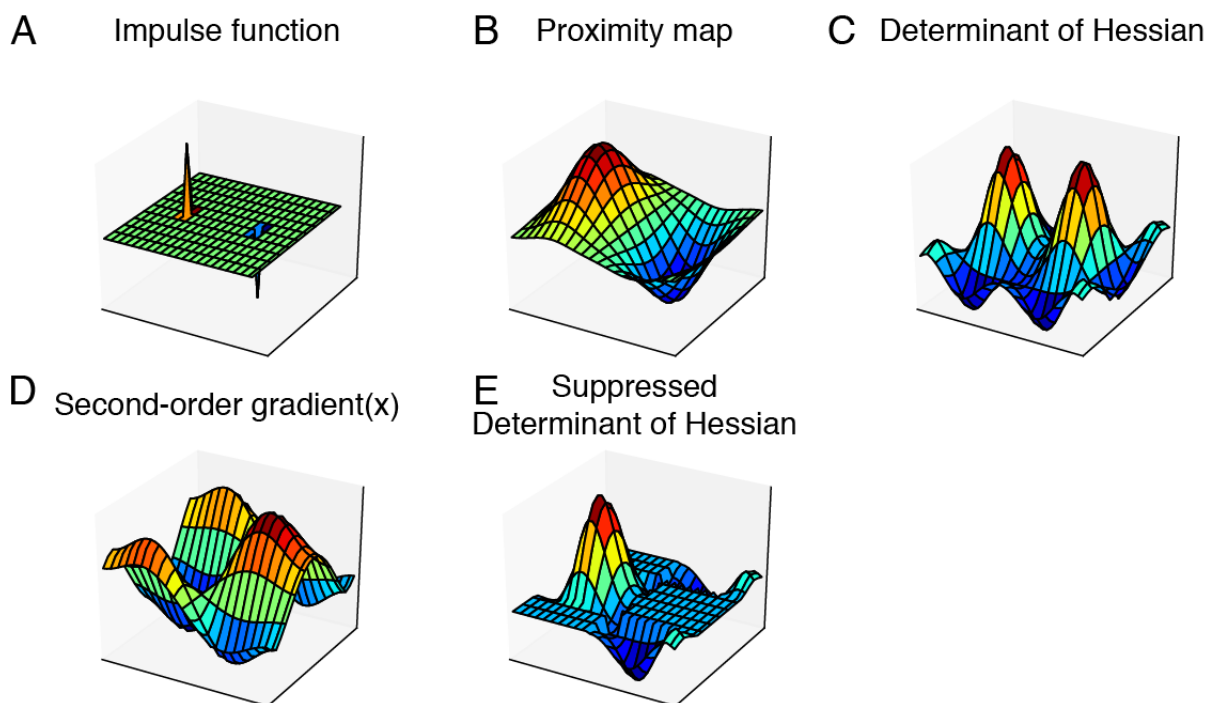 A Impulse function
B Proximity map
C Determinant of Hessian
D Second-order gradient(x)
E Suppressed
Determinant of Hessian